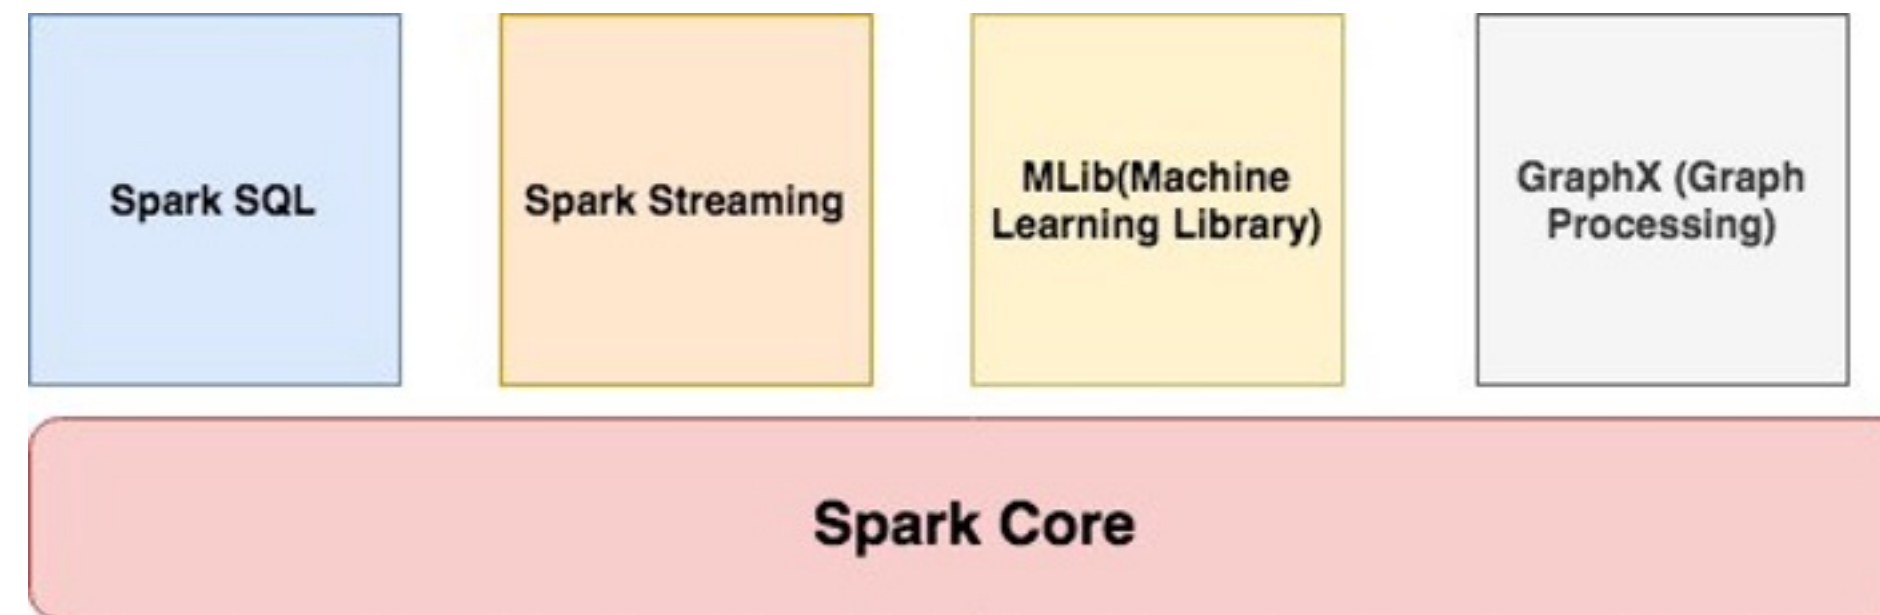 Spark SQL
Spark Streaming
MLib(Machine
Learning Library)
GraphX (Graph
Processing)
Spark Core